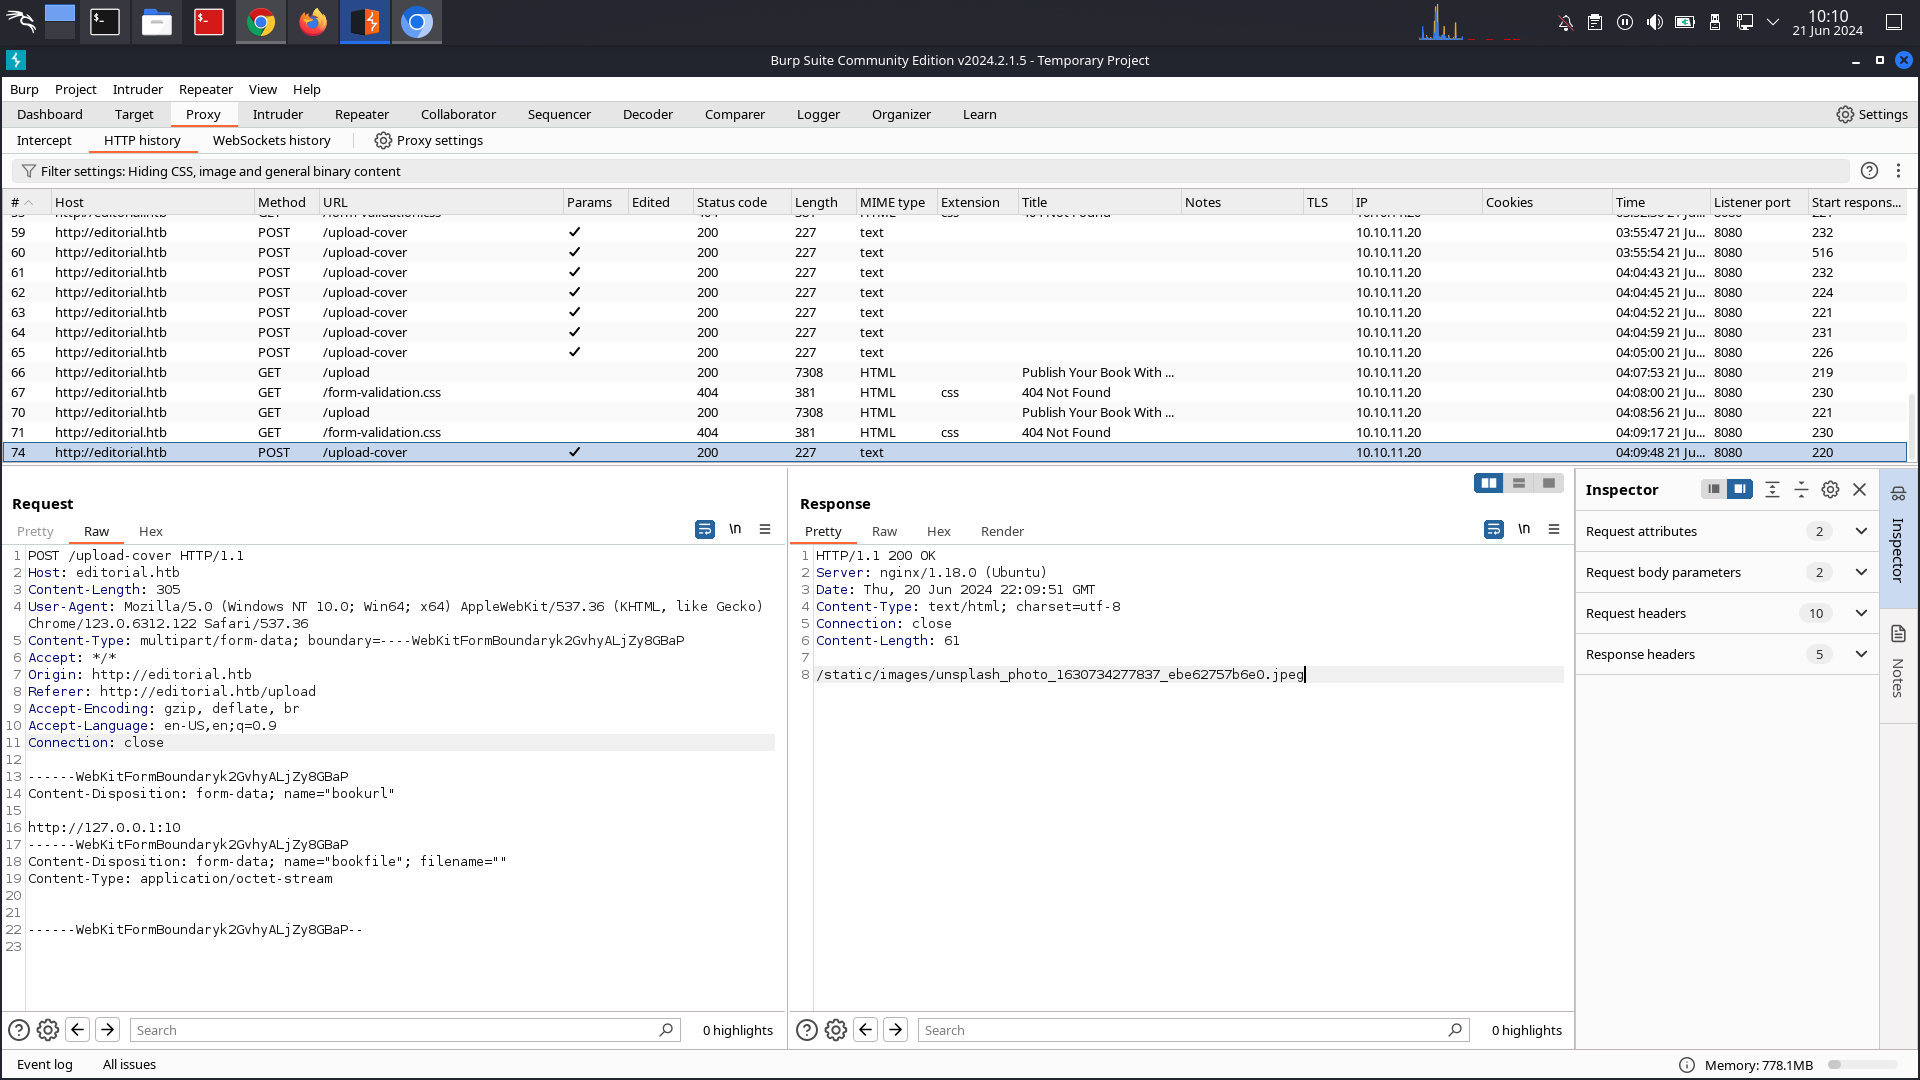 10:10
21 Jun 2024
Burp Suite Community Edition v2024.2.1.5 - Temporary Project
Burp Project Intruder Repeater View Help
Dashboard Target Proxy Intruder Repeater Collaborator Sequencer Decoder Comparer Logger Organizer Learn Settings
Intercept HTTP history WebSockets history Proxy settings
Filter settings: Hiding CSS, image and general binary content
# Host Method URL Params Edited Status code Length MIME type Extension Title Notes TLS IP Cookies Time Listener port Start respons...
59 http://editorial.htb POST /upload-cover ✓ 200 227 text 10.10.11.20 03:55:47 21 Ju... 8080 232
60 http://editorial.htb POST /upload-cover ✓ 200 227 text 10.10.11.20 03:55:54 21 Ju... 8080 516
61 http://editorial.htb POST /upload-cover ✓ 200 227 text 10.10.11.20 04:04:43 21 Ju... 8080 232
62 http://editorial.htb POST /upload-cover ✓ 200 227 text 10.10.11.20 04:04:45 21 Ju... 8080 224
63 http://editorial.htb POST /upload-cover ✓ 200 227 text 10.10.11.20 04:04:52 21 Ju... 8080 221
64 http://editorial.htb POST /upload-cover ✓ 200 227 text 10.10.11.20 04:04:59 21 Ju... 8080 231
65 http://editorial.htb POST /upload-cover ✓ 200 227 text 10.10.11.20 04:05:00 21 Ju... 8080 226
66 http://editorial.htb GET /upload 200 7308 HTML Publish Your Book With ... 10.10.11.20 04:07:53 21 Ju... 8080 219
67 http://editorial.htb GET /form-validation.css 404 381 HTML css 404 Not Found 10.10.11.20 04:08:00 21 Ju... 8080 230
70 http://editorial.htb GET /upload 200 7308 HTML Publish Your Book With ... 10.10.11.20 04:08:56 21 Ju... 8080 221
71 http://editorial.htb GET /form-validation.css 404 381 HTML css 404 Not Found 10.10.11.20 04:09:17 21 Ju... 8080 230
74 http://editorial.htb POST /upload-cover ✓ 200 227 text 10.10.11.20 04:09:48 21 Ju... 8080 220
Request
Pretty Raw Hex \n
1 POST /upload-cover HTTP/1.1
2 Host: editorial.htb
3 Content-Length: 305
4 User-Agent: Mozilla/5.0 (Windows NT 10.0; Win64; x64) AppleWebKit/537.36 (KHTML, like Gecko)
Chrome/123.0.6312.122 Safari/537.36
5 Content-Type: multipart/form-data; boundary=----WebKitFormBoundaryk2GvhyALjZy8GBaP
6 Accept: */*
7 Origin: http://editorial.htb
8 Referer: http://editorial.htb/upload
9 Accept-Encoding: gzip, deflate, br
10 Accept-Language: en-US,en;q=0.9
11 Connection: close
12
13 ------WebKitFormBoundaryk2GvhyALjZy8GBaP
14 Content-Disposition: form-data; name="bookurl"
15
16 http://127.0.0.1:10
17 ------WebKitFormBoundaryk2GvhyALjZy8GBaP
18 Content-Disposition: form-data; name="bookfile"; filename=""
19 Content-Type: application/octet-stream
20
21
22 ------WebKitFormBoundaryk2GvhyALjZy8GBaP--
23
Search 0 highlights
Response
Pretty Raw Hex Render \n
1 HTTP/1.1 200 OK
2 Server: nginx/1.18.0 (Ubuntu)
3 Date: Thu, 20 Jun 2024 22:09:51 GMT
4 Content-Type: text/html; charset=utf-8
5 Connection: close
6 Content-Length: 61
7
8 /static/images/unsplash_photo_1630734277837_ebe62757b6e0.jpeg
Search 0 highlights
Inspector
Request attributes 2
Request body parameters 2
Request headers 10
Response headers 5
Inspector
Notes
Event log All issues Memory: 778.1MB